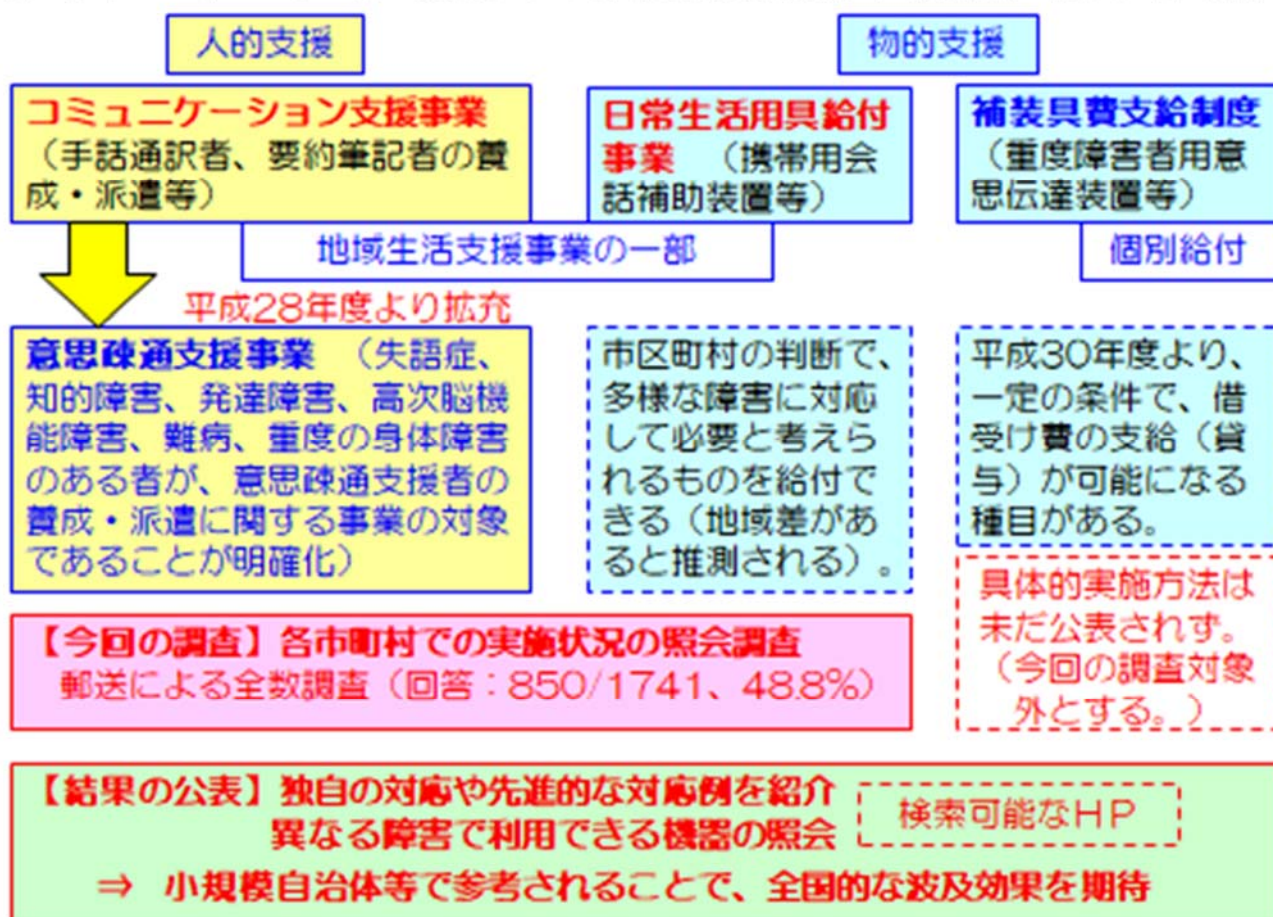 人的支援
物的支援
コミュニケーション支援事業
（手話通訳者、要約筆記者の養
成・派遣等）
日常生活用具給付
事業　（携帯用会
話補助装置等）
補装具費支給制度
（重度障害者用意
思伝達装置等）
地域生活支援事業の一部
個別給付
平成28年度より拡充
意思疎通支援事業　（失語症、
知的障害、発達障害、高次脳機
能障害、難病、重度の身体障害
のある者が、意思疎通支援者の
養成・派遣に関する事業の対象
であることが明確化）
市区町村の判断で、
多様な障害に対応
して必要と考えら
れるものを給付で
きる（地域差があ
ると推測される）。
平成30年度より、
一定の条件で、借
受け費の支給（貸
与）が可能になる
種目がある。
具体的実施方法は
未だ公表されず。
（今回の調査対象
外とする。）
【今回の調査】各市町村での実施状況の照会調査
郵送による全数調査（回答：850/1741、48.8%）
【結果の公表】独自の対応や先進的な対応例を紹介
異なる障害で利用できる機器の照会
検索可能なＨＰ
⇒　小規模自治体等で参考されることで、全国的な波及効果を期待